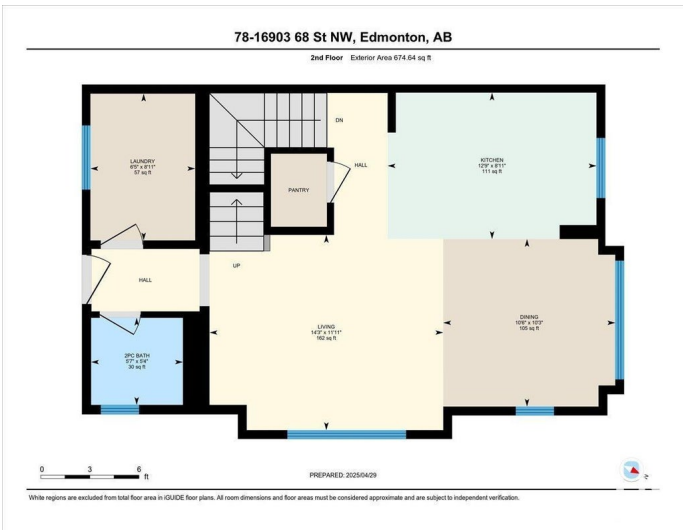 78-16903 68 St NW, Edmonton, AB
2nd Floor Exterior Area 674.64 sq ft
DN
LAUNDRY
6'5" x 8'11"
57 sq ft
HALL
KITCHEN
12'9" x 8'11"
111 sq ft
PANTRY
UP
HALL
LIVING
14'3" x 11'11"
162 sq ft
DINING
10'6" x 10'3"
105 sq ft
2PC BATH
5'7" x 5'4"
30 sq ft
0 3 6
ft
PREPARED: 2025/04/29
White regions are excluded from total floor area in iGUIDE floor plans. All room dimensions and floor areas must be considered approximate and are subject to independent verification.